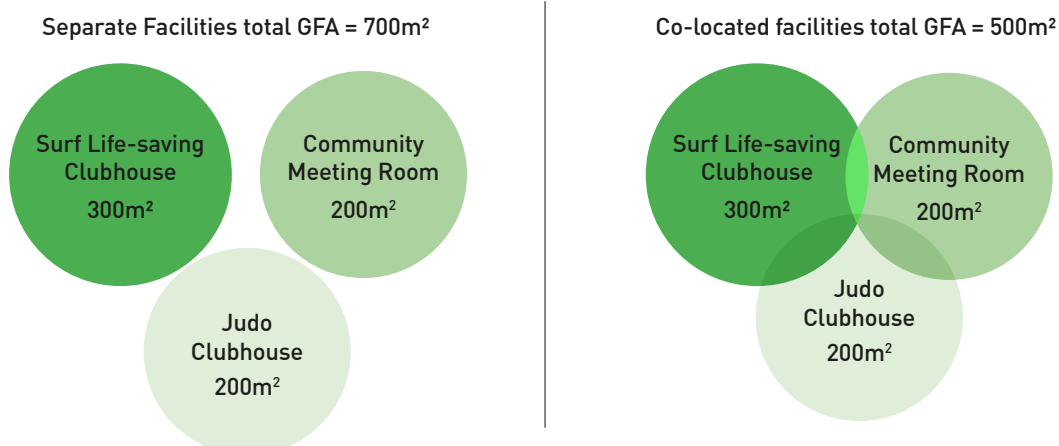 Separate Facilities total GFA = 700m²
Surf Life-saving
Clubhouse
300m²
Community
Meeting Room
200m²
Judo
Clubhouse
200m²
Co-located facilities total GFA = 500m²
Surf Life-saving
Clubhouse
300m²
Community
Meeting Room
200m²
Judo
Clubhouse
200m²